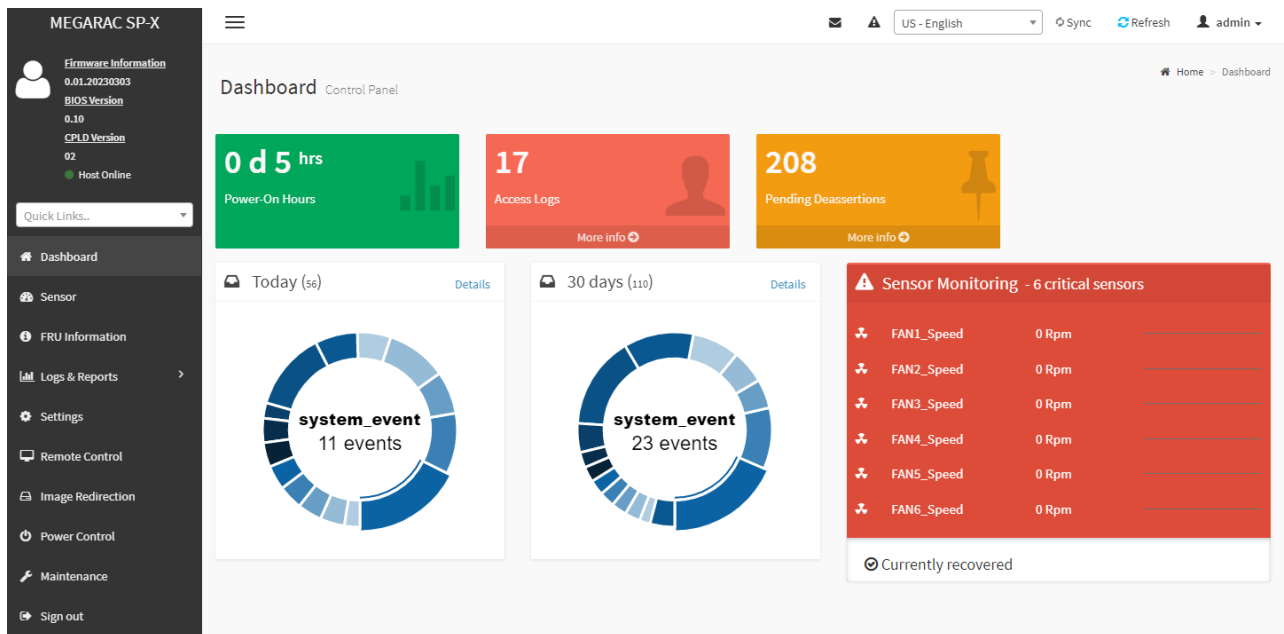 MEGARAC SP-X
Firmware Information
0.01.20230303
BIOS Version
0.10
CPLD Version
02
Host Online
Quick Links..
Dashboard
Sensor
FRU Information
Logs & Reports
Settings
Remote Control
Image Redirection
Power Control
Maintenance
Sign out
US - English
Sync
Refresh
admin
Dashboard Control Panel
Home > Dashboard
0 d 5 hrs
Power-On Hours
17
Access Logs
More info
208
Pending Deassertions
More info
Today (56) Details
system_event
11 events
30 days (110) Details
system_event
23 events
Sensor Monitoring - 6 critical sensors
FAN1_Speed 0 Rpm
FAN2_Speed 0 Rpm
FAN3_Speed 0 Rpm
FAN4_Speed 0 Rpm
FAN5_Speed 0 Rpm
FAN6_Speed 0 Rpm
Currently recovered